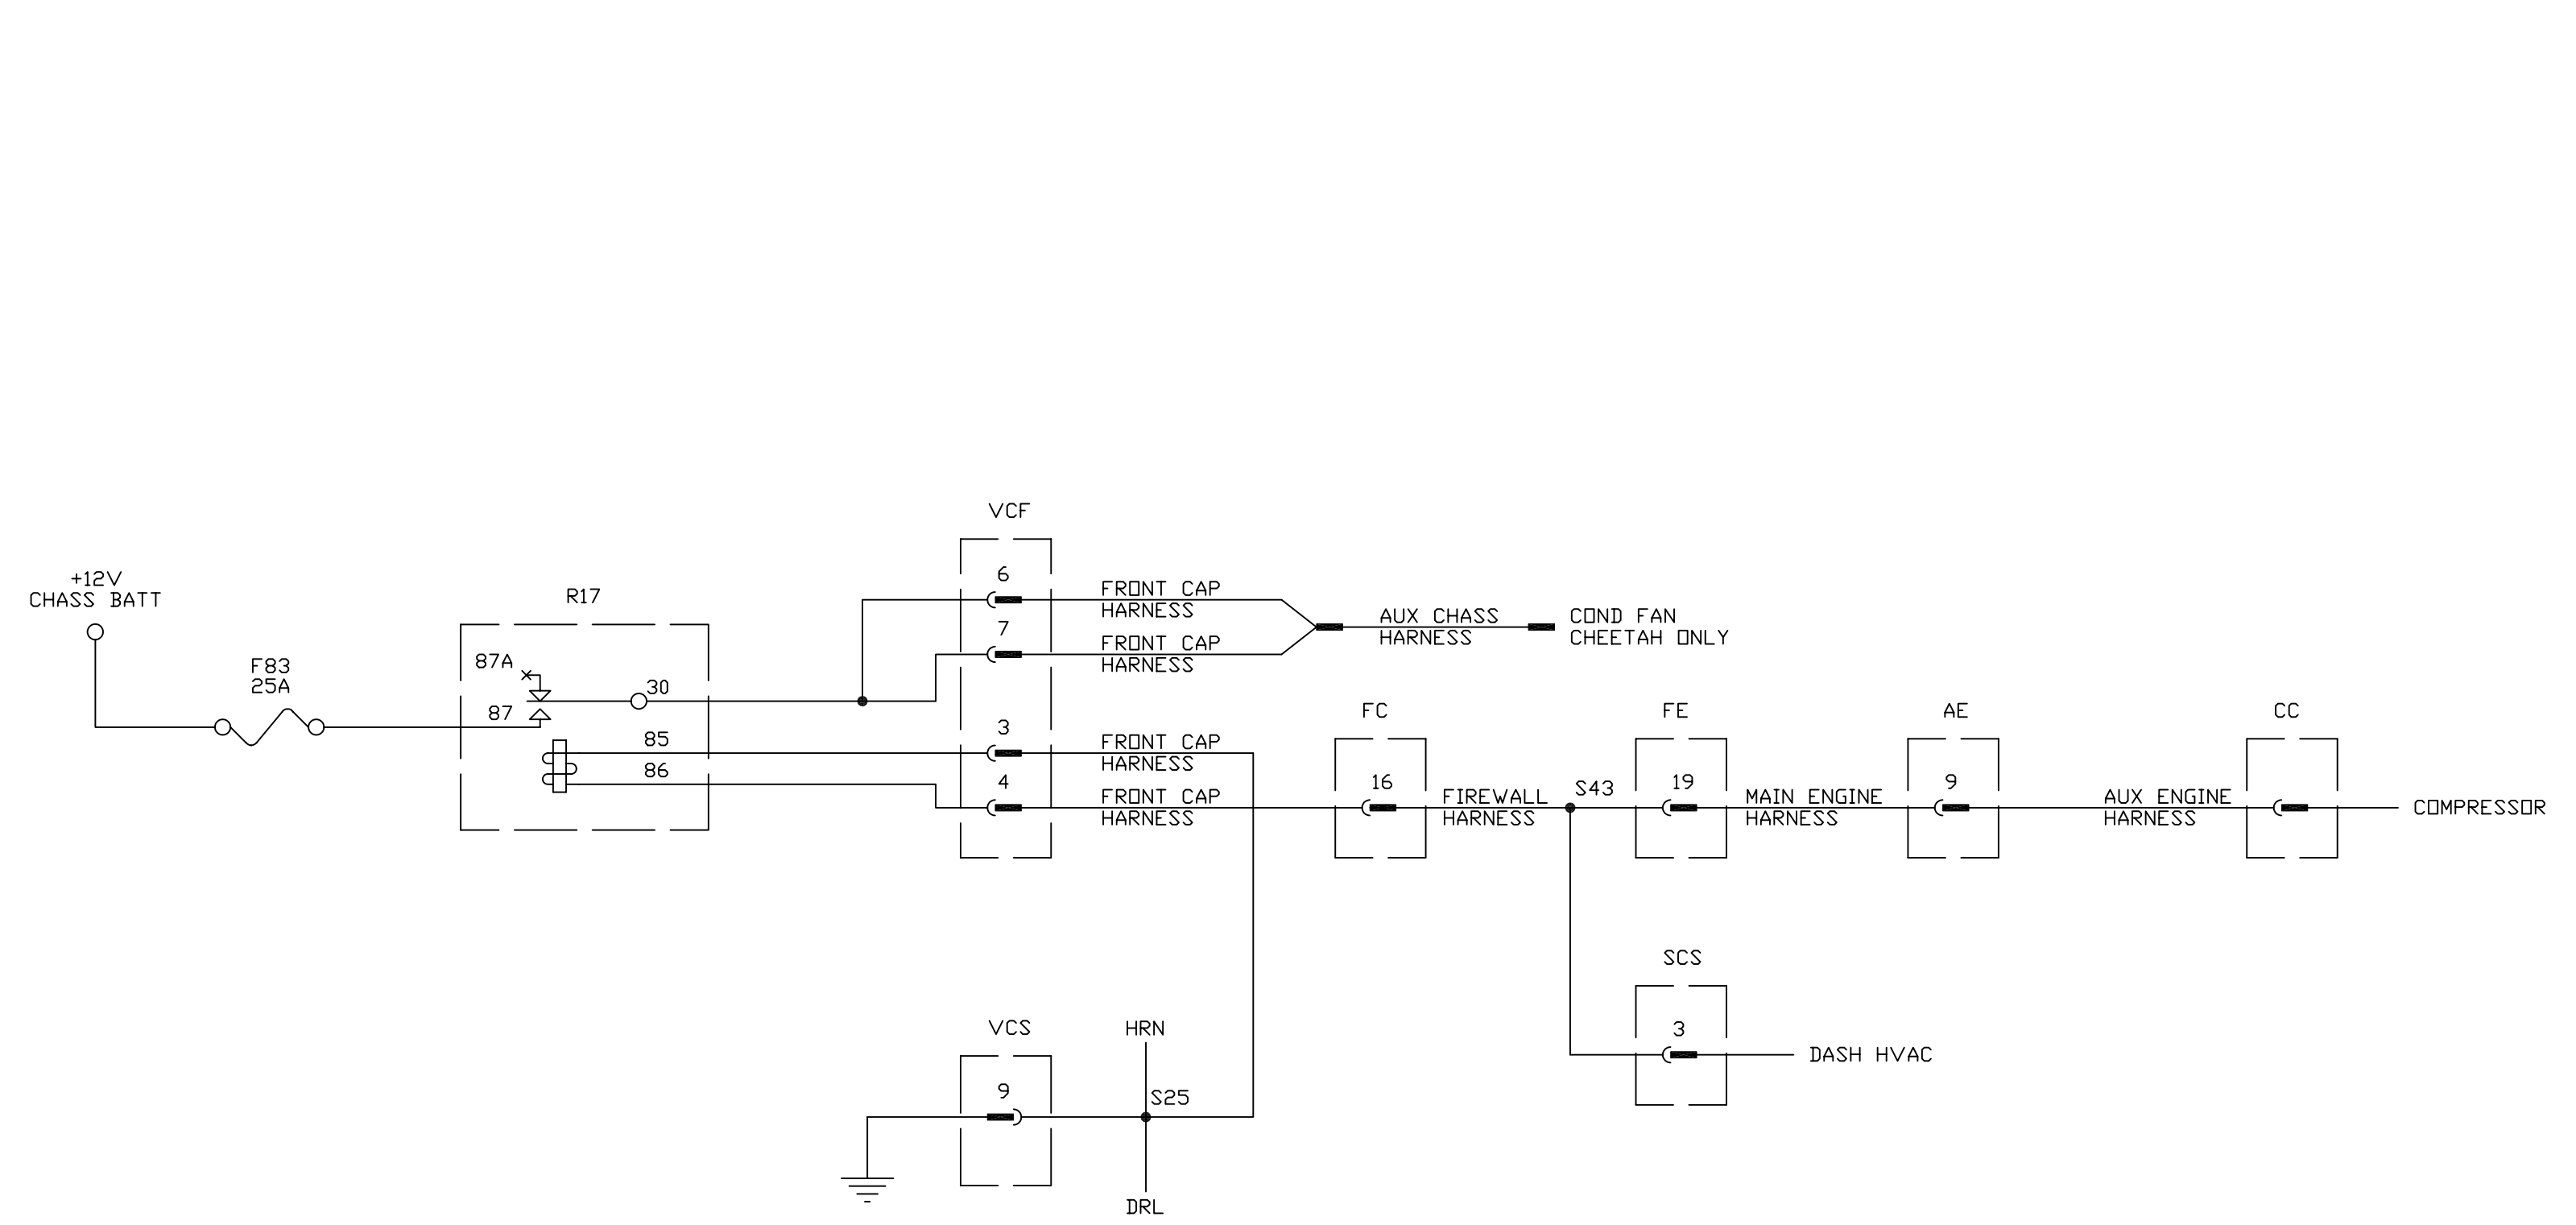 VCF
6
+12V
CHASS BATT
R17
FRONT CAP
HARNESS
7
FRONT CAP
HARNESS
AUX CHASS
HARNESS
COND FAN
CHEETAH ONLY
F83
25A
87A
30
87
3
FRONT CAP
HARNESS
85
86
4
FRONT CAP
HARNESS
FC
16
FIREWALL
HARNESS
S43
FE
19
MAIN ENGINE
HARNESS
AE
9
AUX ENGINE
HARNESS
CC
COMPRESSOR
SCS
3
DASH HVAC
VCS
9
HRN
S25
DRL